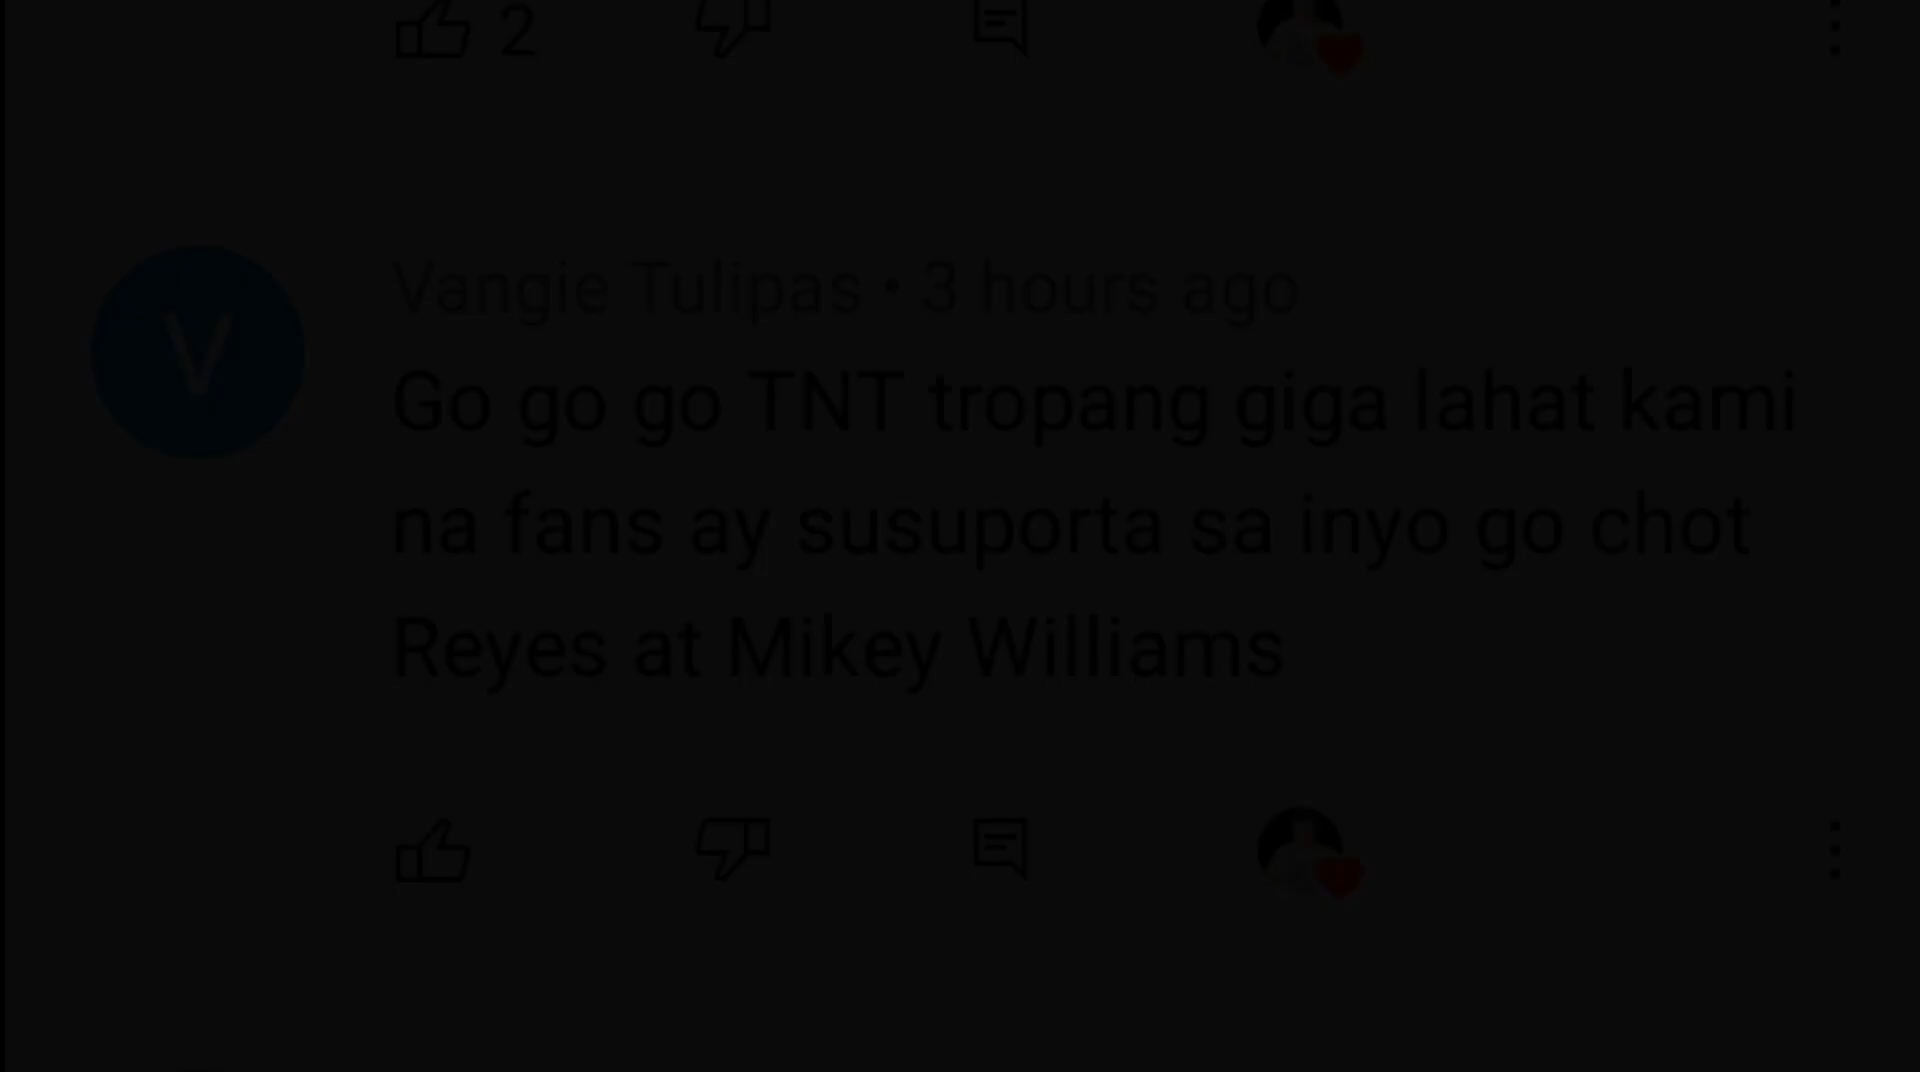 2
V
Vangie Tulipas • 3 hours ago
Go go go TNT tropang giga lahat kami
na fans ay susuporta sa inyo go chot
Reyes at Mikey Williams